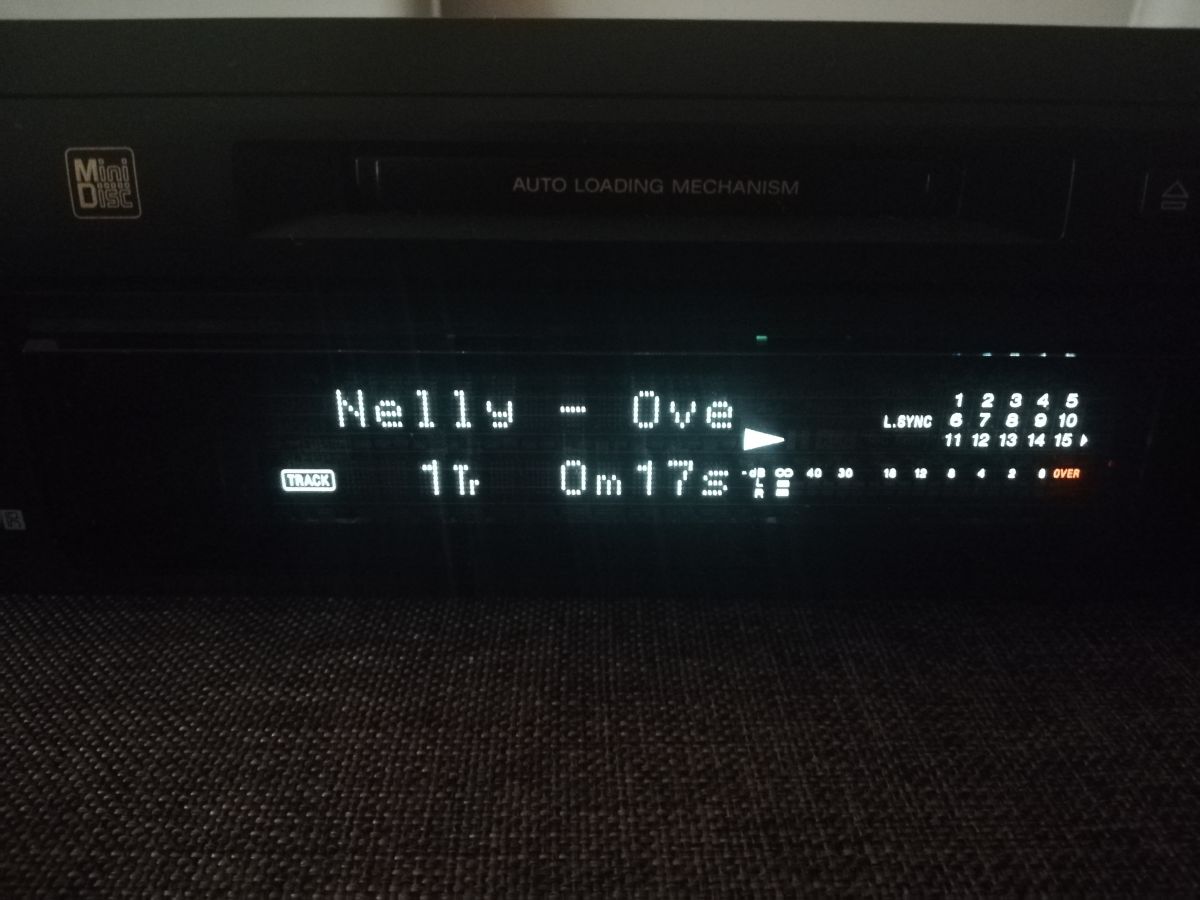 Mini
Disc
AUTO LOADING MECHANISM
Nelly - Ove
L.SYNC
1 2 3 4 5
6 7 8 9 10
11 12 13 14 15
TRACK 1Tr 0m17s
-dB ∞ 40 30 18 12 8 4 2 0 OVER
L
R